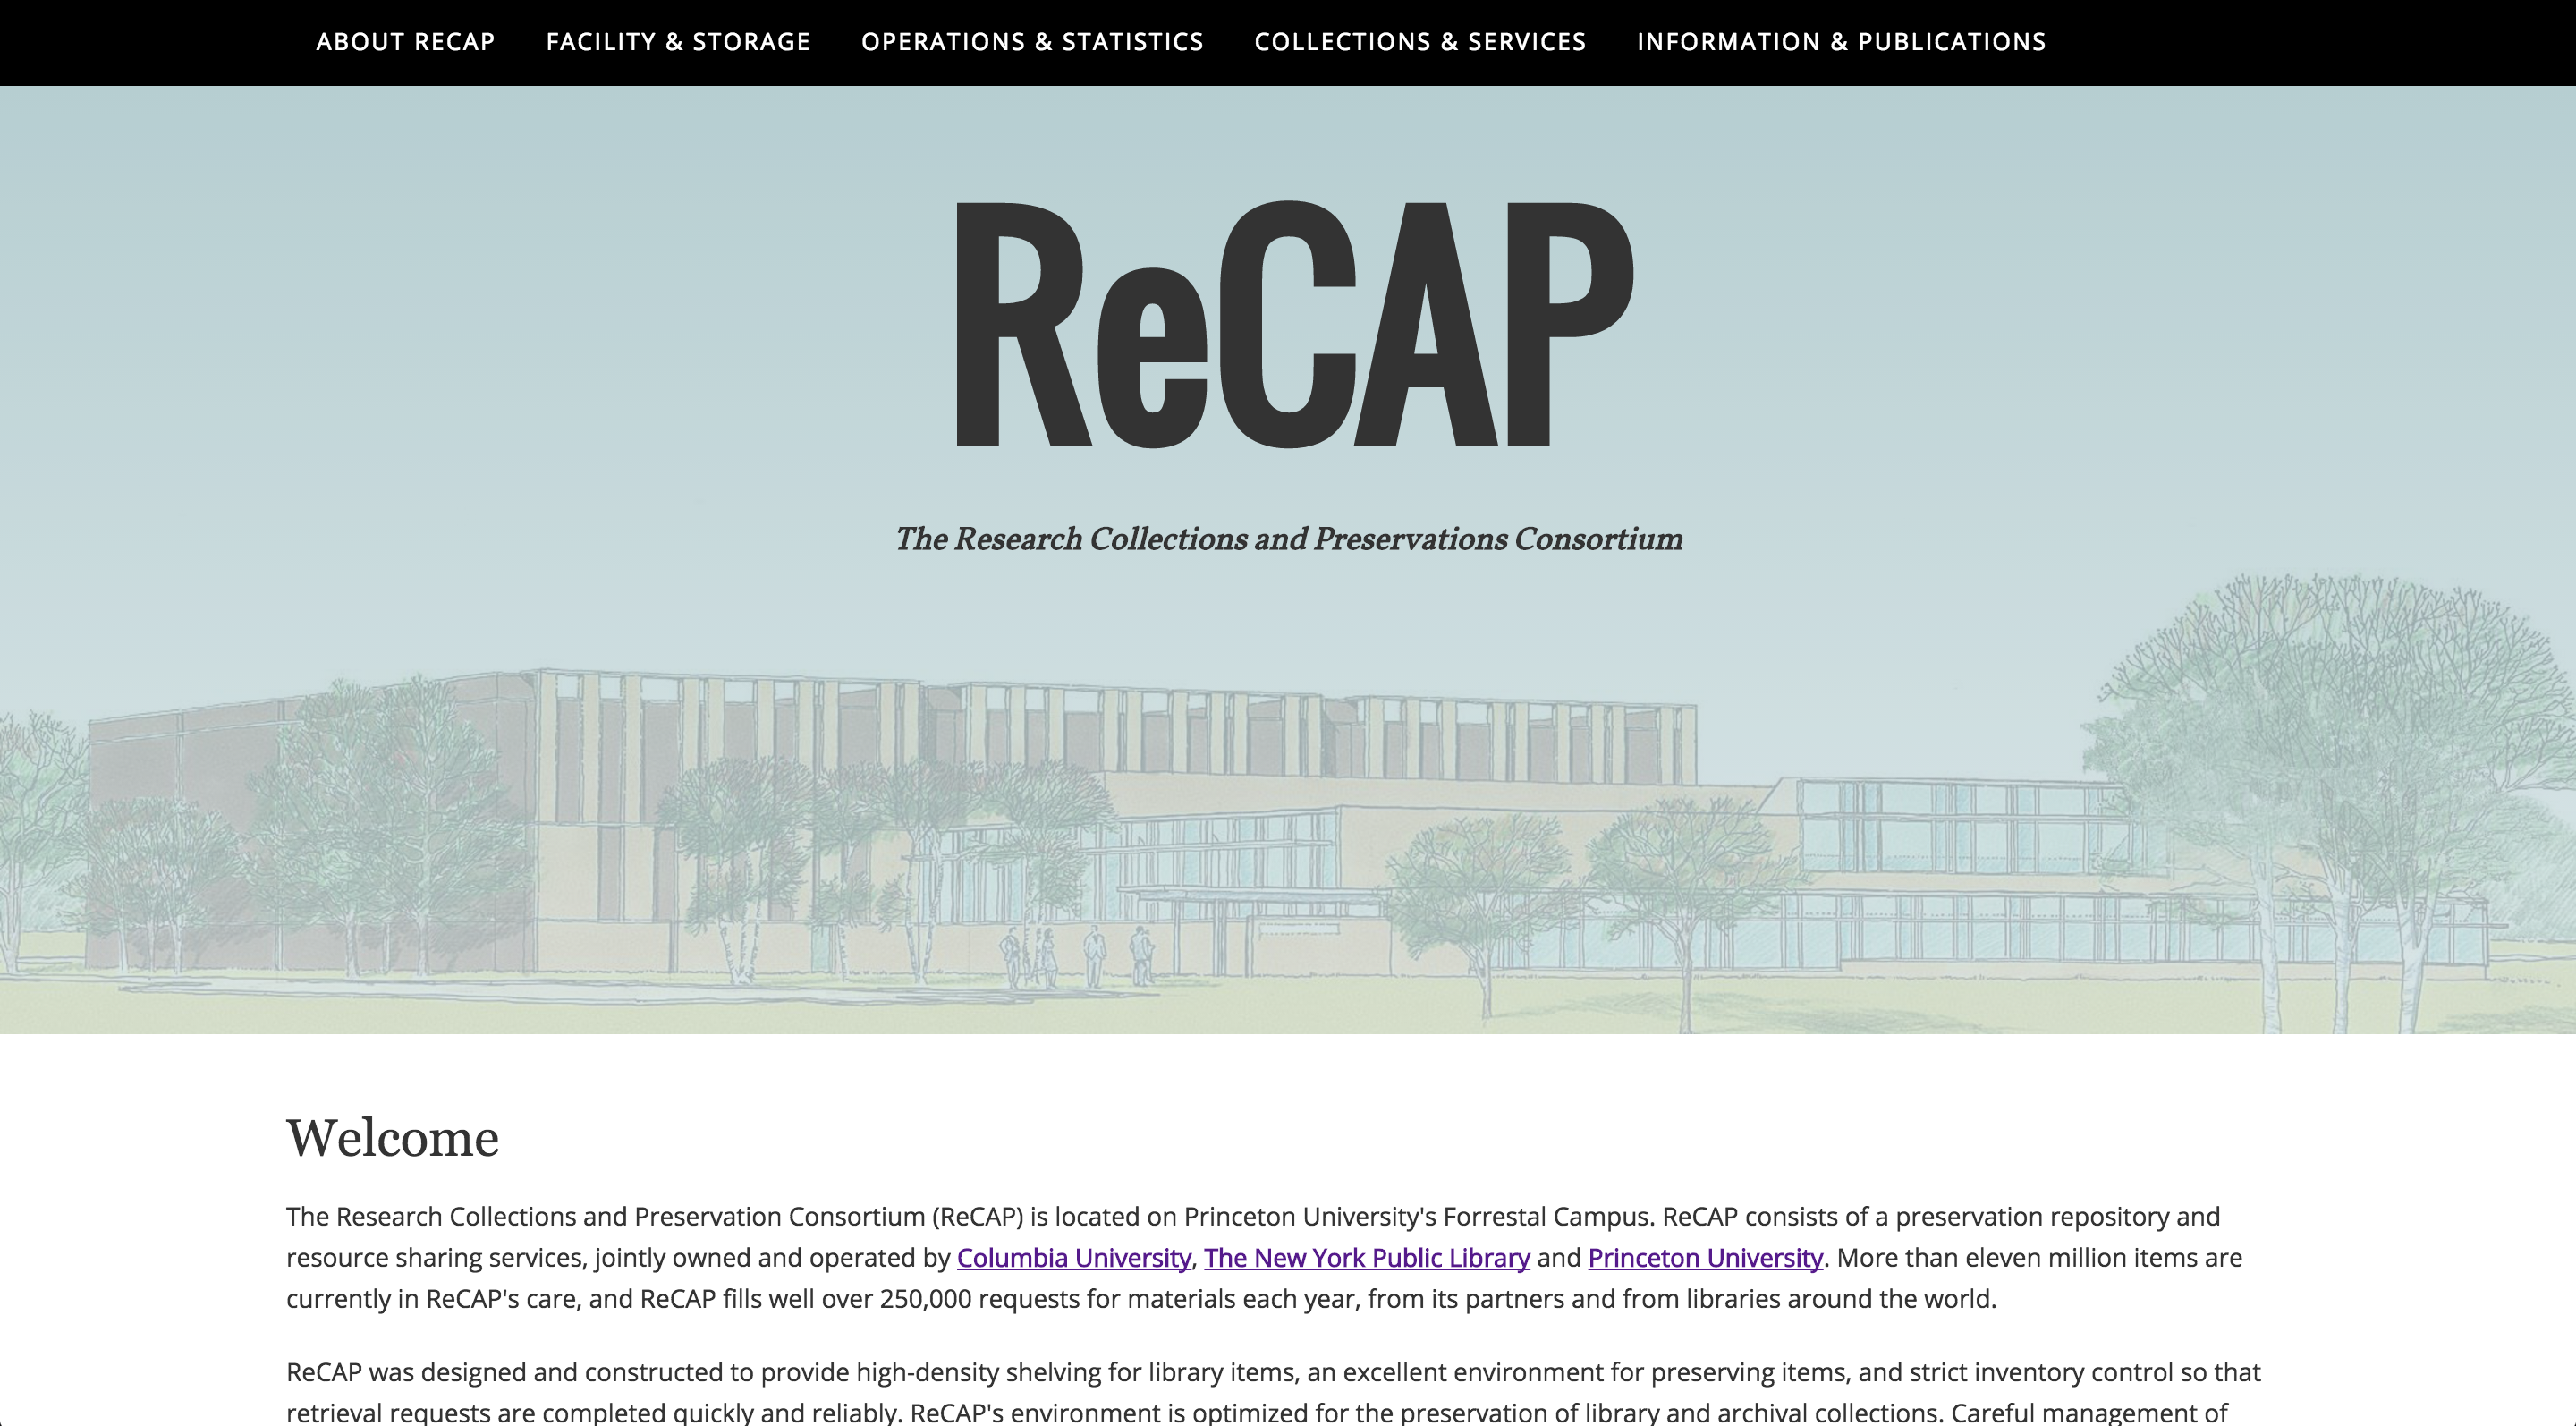 ABOUT RECAP FACILITY & STORAGE OPERATIONS & STATISTICS COLLECTIONS & SERVICES INFORMATION & PUBLICATIONS
ReCAP
The Research Collections and Preservations Consortium
Welcome
The Research Collections and Preservation Consortium (ReCAP) is located on Princeton University's Forrestal Campus. ReCAP consists of a preservation repository and
resource sharing services, jointly owned and operated by Columbia University, The New York Public Library and Princeton University. More than eleven million items are
currently in ReCAP's care, and ReCAP fills well over 250,000 requests for materials each year, from its partners and from libraries around the world.
ReCAP was designed and constructed to provide high-density shelving for library items, an excellent environment for preserving items, and strict inventory control so that
retrieval requests are completed quickly and reliably. ReCAP's environment is optimized for the preservation of library and archival collections. Careful management of